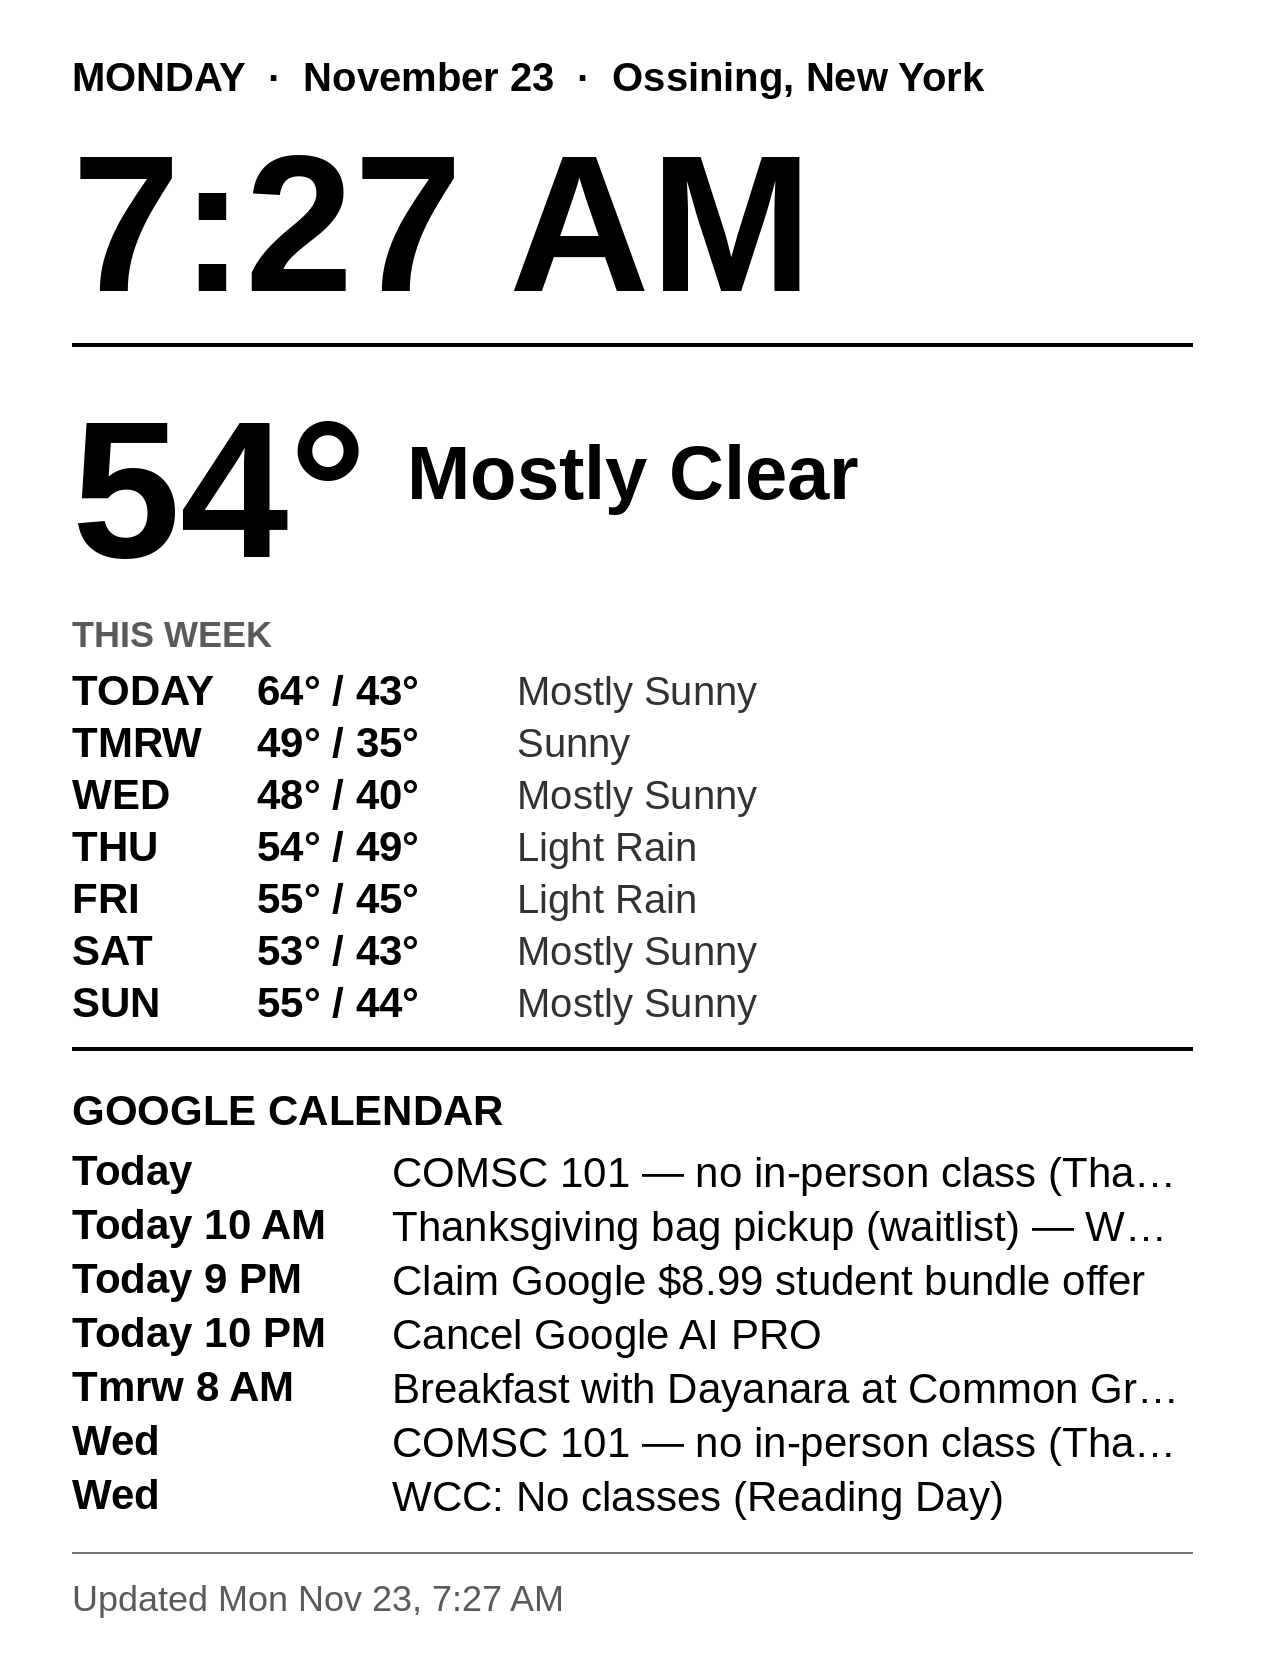 MONDAY · November 23 · Ossining, New York
7:27 AM
54° Mostly Clear
THIS WEEK
TODAY 64° / 43° Mostly Sunny
TMRW 49° / 35° Sunny
WED 48° / 40° Mostly Sunny
THU 54° / 49° Light Rain
FRI 55° / 45° Light Rain
SAT 53° / 43° Mostly Sunny
SUN 55° / 44° Mostly Sunny
GOOGLE CALENDAR
Today COMSC 101 — no in-person class (Tha…
Today 10 AM Thanksgiving bag pickup (waitlist) — W…
Today 9 PM Claim Google $8.99 student bundle offer
Today 10 PM Cancel Google AI PRO
Tmrw 8 AM Breakfast with Dayanara at Common Gr…
Wed COMSC 101 — no in-person class (Tha…
Wed WCC: No classes (Reading Day)
Updated Mon Nov 23, 7:27 AM